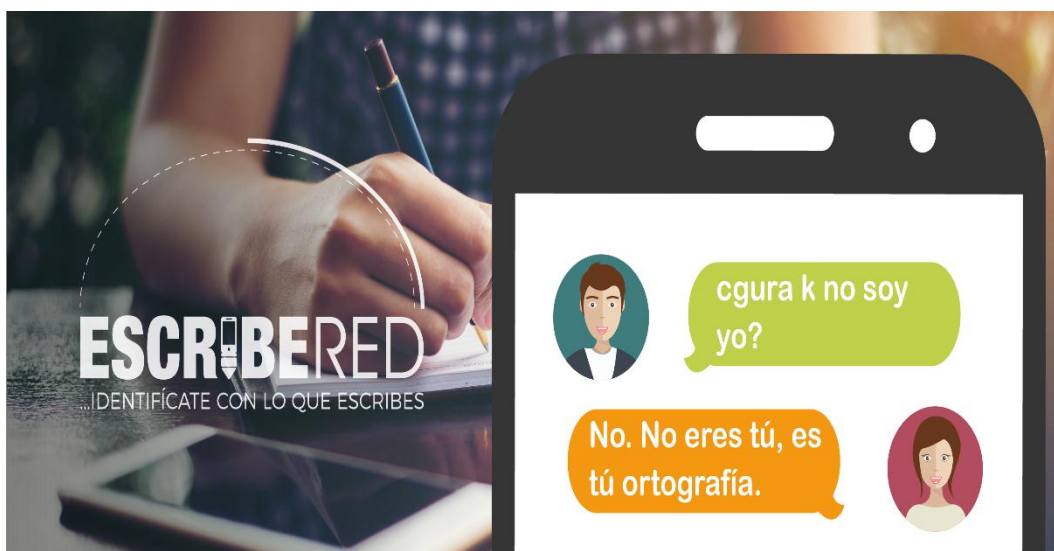 ESCRIBERED
...IDENTIFÍCATE CON LO QUE ESCRIBES
cgura k no soy
yo?
No. No eres tú, es
tú ortografía.